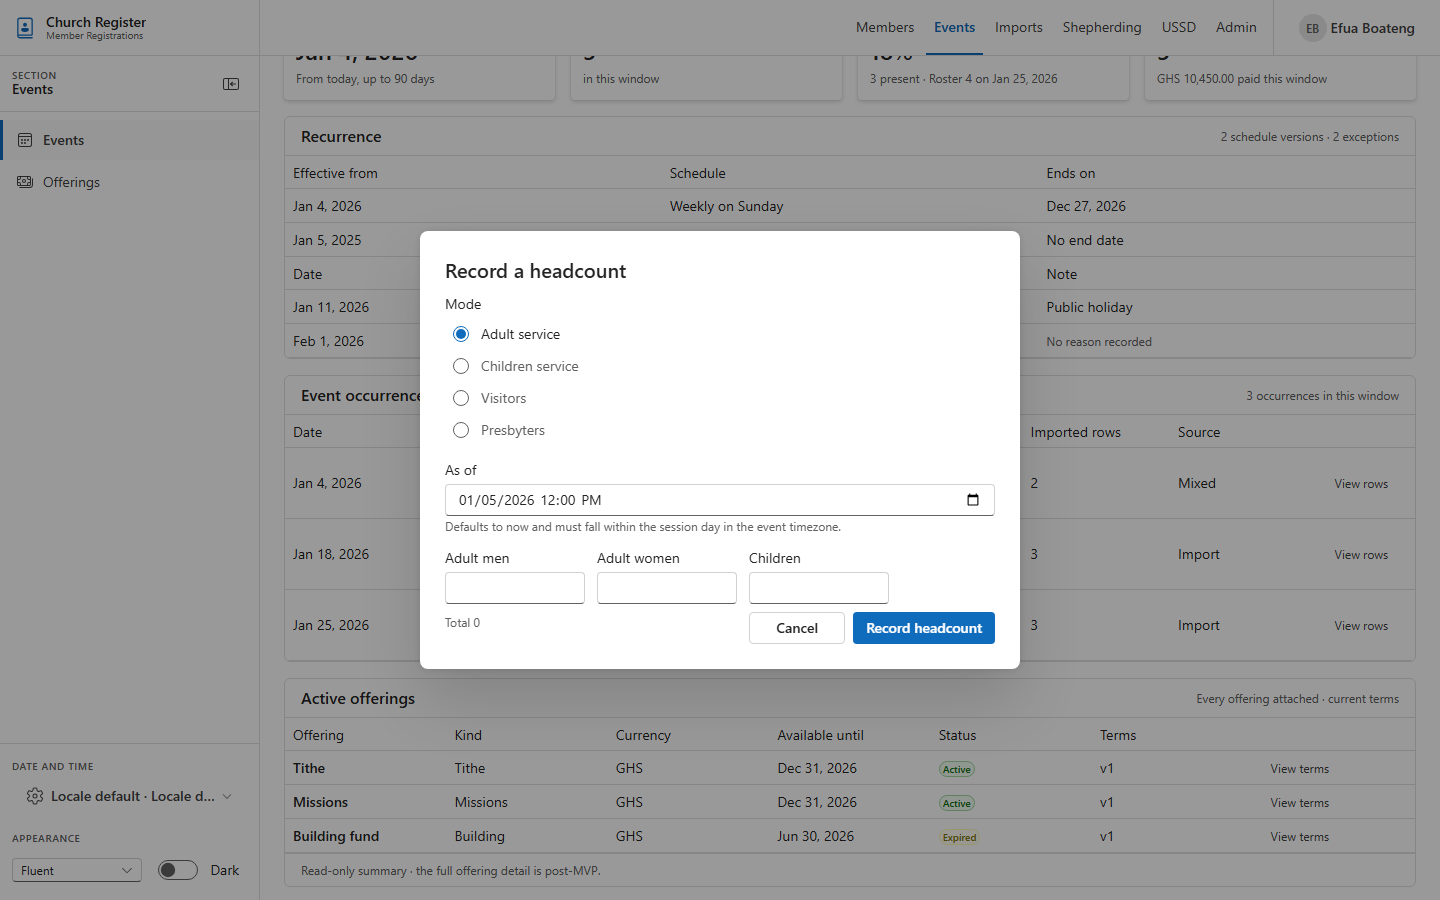 Church Register
Member Registrations
Members
Events
Imports
Shepherding
USSD
Admin
EB
Efua Boateng
SECTION
Events
Events
Offerings
From today, up to 90 days
in this window
3 present · Roster 4 on Jan 25, 2026
GHS 10,450.00 paid this window
Recurrence
2 schedule versions · 2 exceptions
Effective from
Schedule
Ends on
Jan 4, 2026
Weekly on Sunday
Dec 27, 2026
Jan 5, 2025
No end date
Date
Note
Jan 11, 2026
Public holiday
Feb 1, 2026
No reason recorded
Record a headcount
Mode
Adult service
Children service
Visitors
Presbyters
As of
01/05/2026 12:00 PM
Defaults to now and must fall within the session day in the event timezone.
Adult men
Adult women
Children
Total 0
Cancel
Record headcount
Event occurrence
3 occurrences in this window
Date
Imported rows
Source
Jan 4, 2026
2
Mixed
View rows
Jan 18, 2026
3
Import
View rows
Jan 25, 2026
3
Import
View rows
Active offerings
Every offering attached · current terms
Offering
Kind
Currency
Available until
Status
Terms
Tithe
Tithe
GHS
Dec 31, 2026
Active
v1
View terms
Missions
Missions
GHS
Dec 31, 2026
Active
v1
View terms
Building fund
Building
GHS
Jun 30, 2026
Expired
v1
View terms
Read-only summary · the full offering detail is post-MVP.
DATE AND TIME
Locale default · Locale d...
APPEARANCE
Fluent
Dark